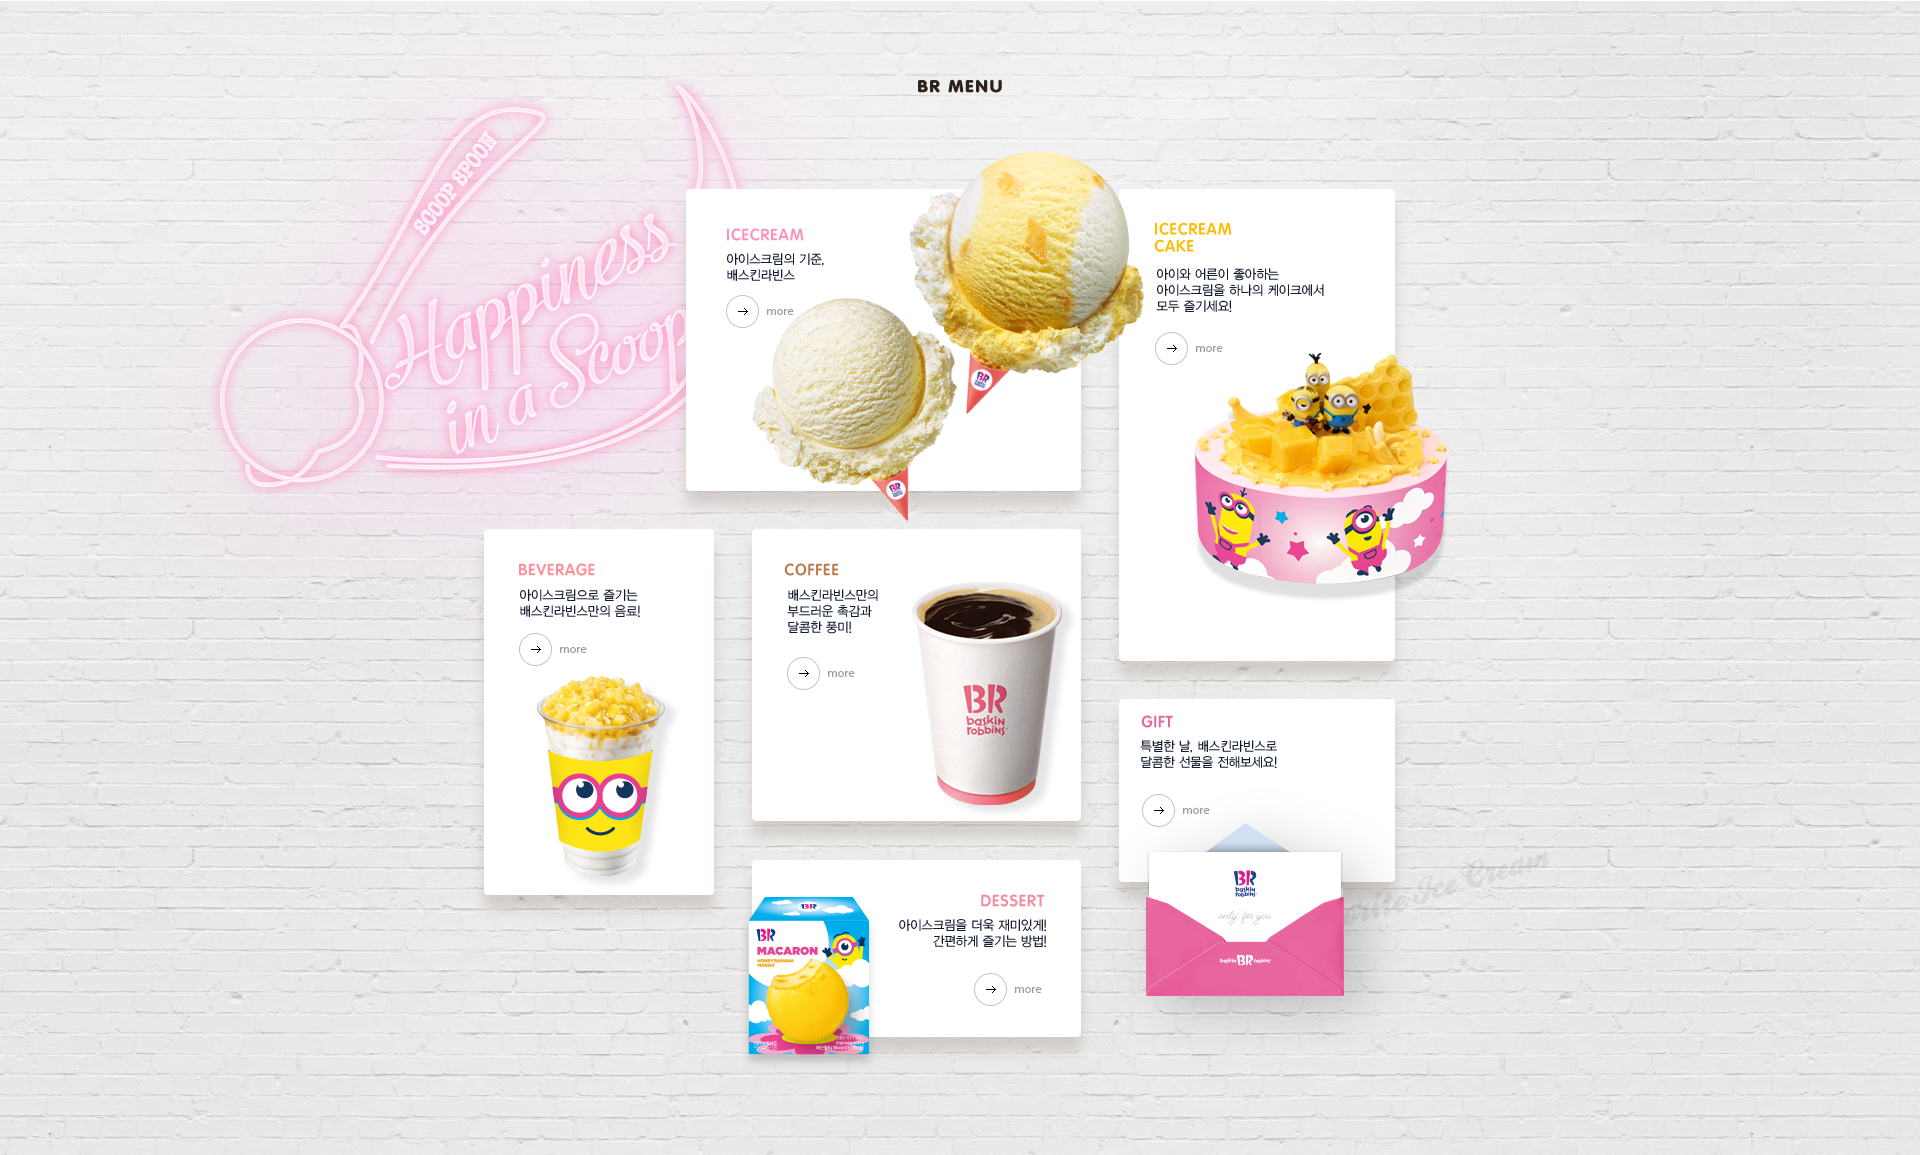 BR MENU
SCOOP SPOON
Happiness
in a Scoop
ICECREAM
아이스크림의 기준,
배스킨라빈스
more
BR
BR
ICECREAM
CAKE
아이와 어른이 좋아하는
아이스크림을 하나의 케이크에서
모두 즐기세요!
more
BEVERAGE
아이스크림으로 즐기는
배스킨라빈스만의 음료!
more
COFFEE
배스킨라빈스만의
부드러운 촉감과
달콤한 풍미!
more
BR
baskin
robbins
GIFT
특별한 날, 배스킨라빈스로
달콤한 선물을 전해보세요!
more
BR
baskin
robbins
only for you
baskin BR robbins
Ice Cream
DESSERT
아이스크림을 더욱 재미있게!
간편하게 즐기는 방법!
more
BR
BR
MACARON
HONEY BANANA
MANGO